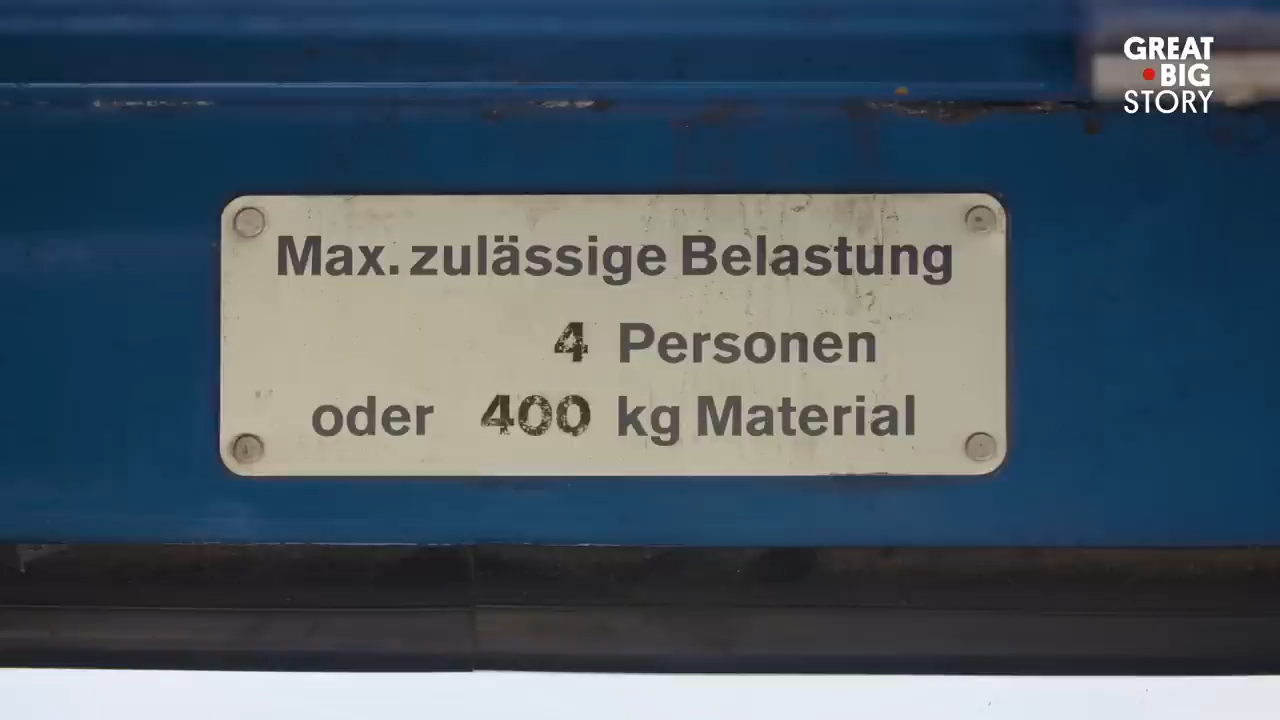 GREAT
BIG
STORY
Max. zulässige Belastung
4 Personen
oder 400 kg Material